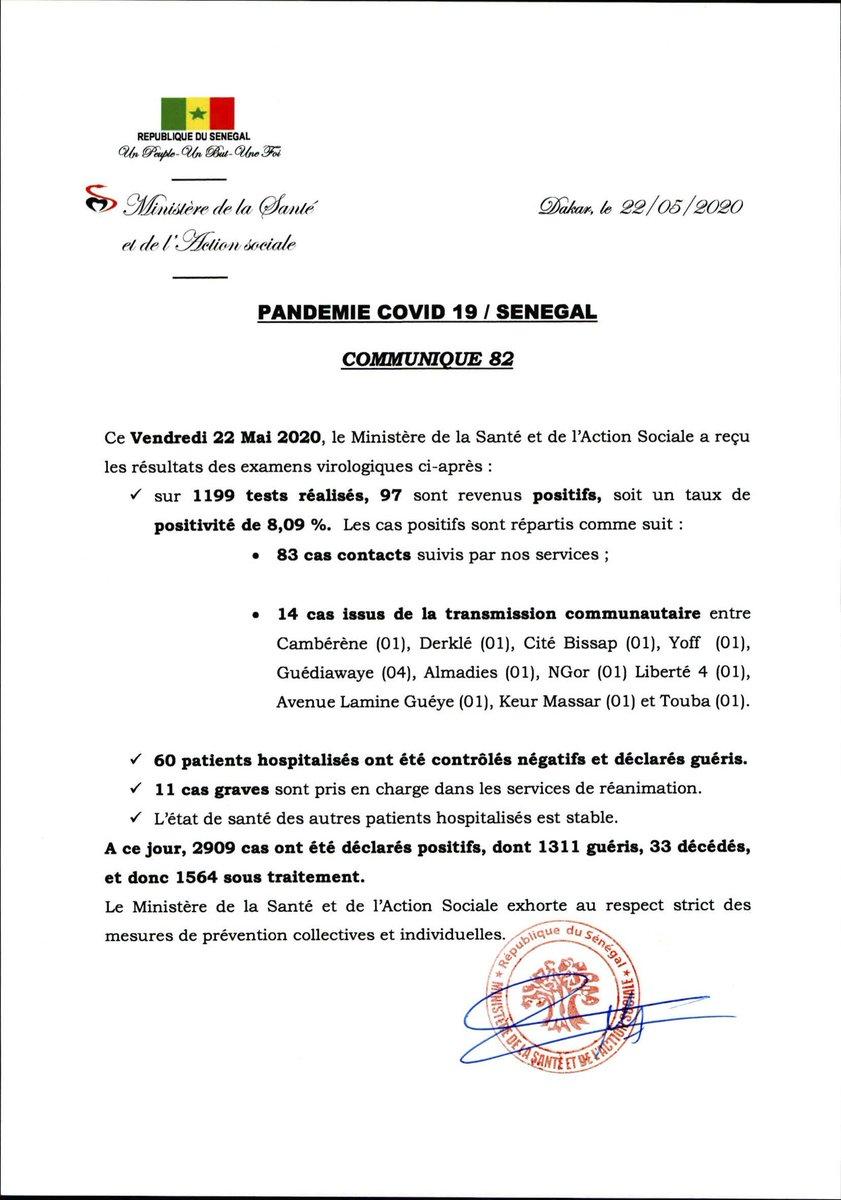 REPUBLIQUE DU SENEGAL
Un Peuple-Un But-Une Foi
Ministère de la Santé
et de l'Action sociale
Dakar, le 22/05/2020
PANDEMIE COVID 19 / SENEGAL
COMMUNIQUE 82
Ce Vendredi 22 Mai 2020, le Ministère de la Santé et de l'Action Sociale a reçu
les résultats des examens virologiques ci-après :
✓ sur 1199 tests réalisés, 97 sont revenus positifs, soit un taux de
positivité de 8,09 %. Les cas positifs sont répartis comme suit :
• 83 cas contacts suivis par nos services ;
• 14 cas issus de la transmission communautaire entre
Cambérène (01), Derklé (01), Cité Bissap (01), Yoff (01),
Guédiawaye (04), Almadies (01), NGor (01) Liberté 4 (01),
Avenue Lamine Guéye (01), Keur Massar (01) et Touba (01).
✓ 60 patients hospitalisés ont été contrôlés négatifs et déclarés guéris.
✓ 11 cas graves sont pris en charge dans les services de réanimation.
✓ L'état de santé des autres patients hospitalisés est stable.
A ce jour, 2909 cas ont été déclarés positifs, dont 1311 guéris, 33 décédés,
et donc 1564 sous traitement.
Le Ministère de la Santé et de l'Action Sociale exhorte au respect strict des
mesures de prévention collectives et individuelles.
★ République du Sénégal ★
MINISTÈRE DE LA SANTÉ ET DE L'ACTION SOCIALE